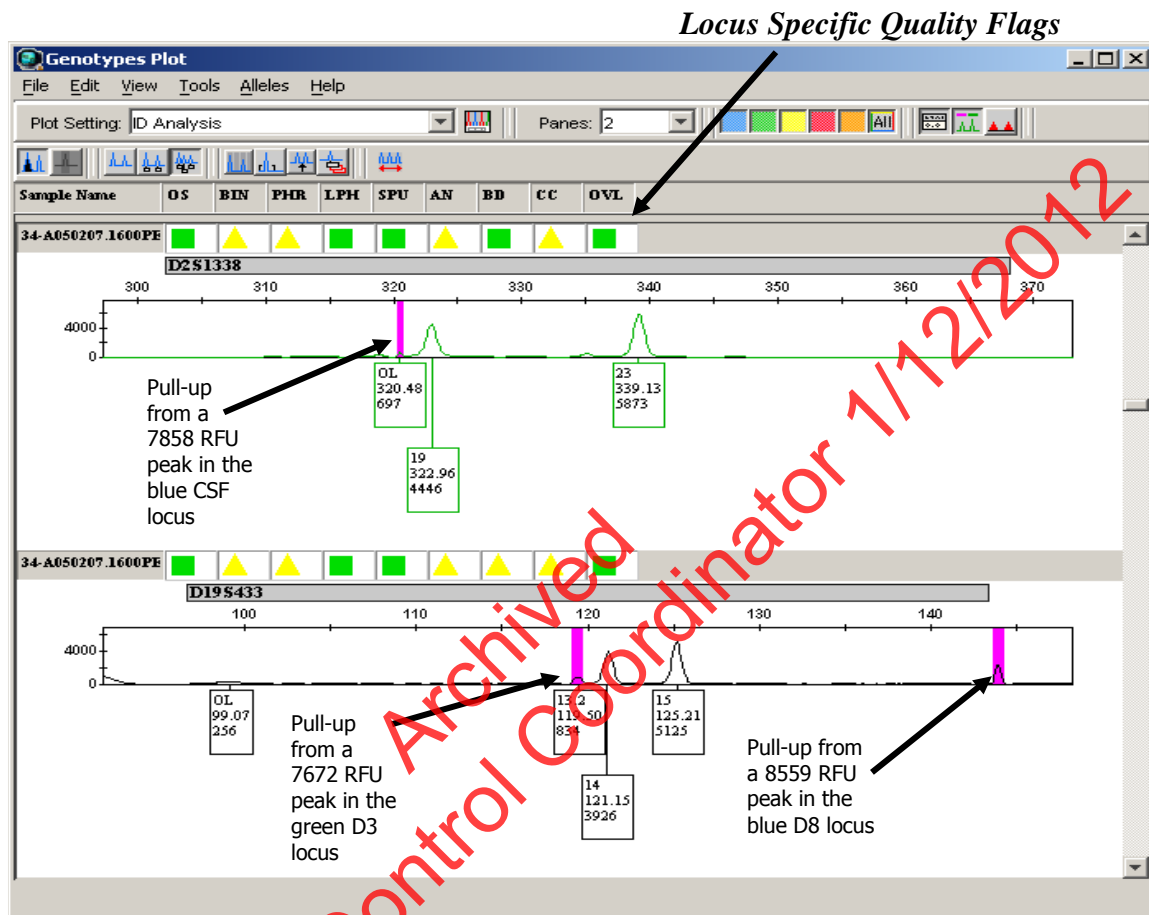 Locus Specific Quality Flags
Genotypes Plot
File Edit View Tools Alleles Help
Plot Setting: ID Analysis Panes: 2 All
Sample Name OS BIN PHR LPH SPU AN BD CC OVL
34-A050207.1600PE
D2S1338
300 310 320 330 340 350 360 370
4000
0
OL
320.48
697
23
339.13
5873
19
322.96
4446
Pull-up
from a
7858 RFU
peak in the
blue CSF
locus
34-A050207.1600PE
D19S433
100 110 120 130 140
4000
0
OL
99.07
256
13.2
119.50
834
15
125.21
5125
14
121.15
3926
Pull-up
from a
7672 RFU
peak in the
green D3
locus
Pull-up from
a 8559 RFU
peak in the
blue D8 locus
Archived
Control Coordinator 1/12/2012